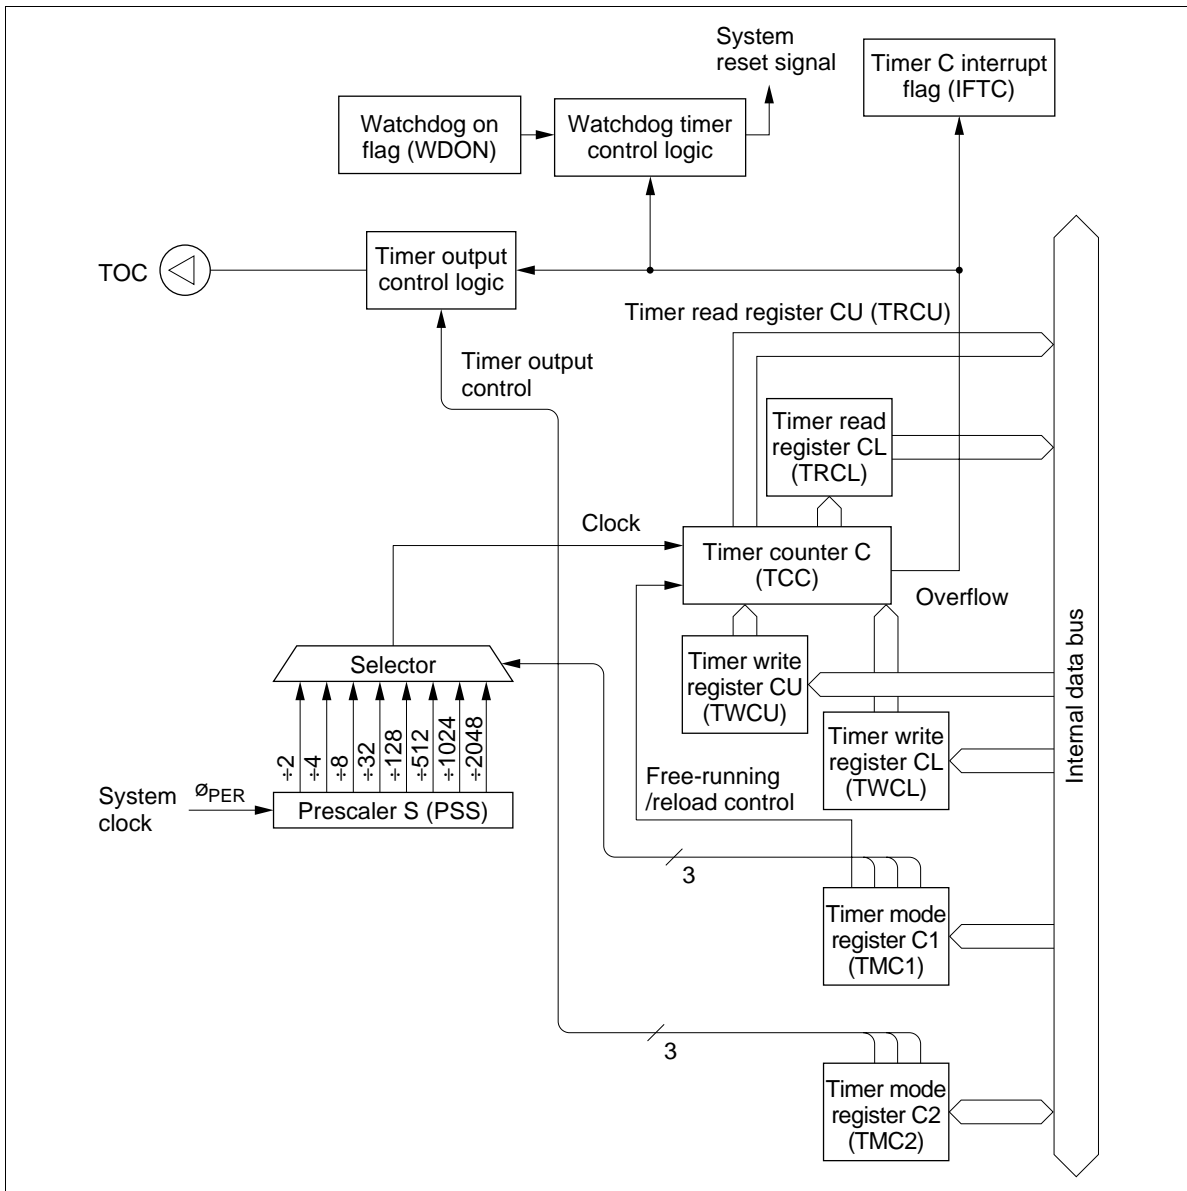 System
reset signal
Timer C interrupt
flag (IFTC)
Watchdog on
flag (WDON)
Watchdog timer
control logic
TOC
Timer output
control logic
Timer read register CU (TRCU)
Timer output
control
Timer read
register CL
(TRCL)
Clock
Timer counter C
(TCC)
Overflow
Internal data bus
Selector
Timer write
register CU
(TWCU)
÷2
÷4
÷8
÷32
÷128
÷512
÷1024
÷2048
Timer write
register CL
(TWCL)
Free-running
/reload control
System
clock
øPER
Prescaler S (PSS)
3
Timer mode
register C1
(TMC1)
3
Timer mode
register C2
(TMC2)